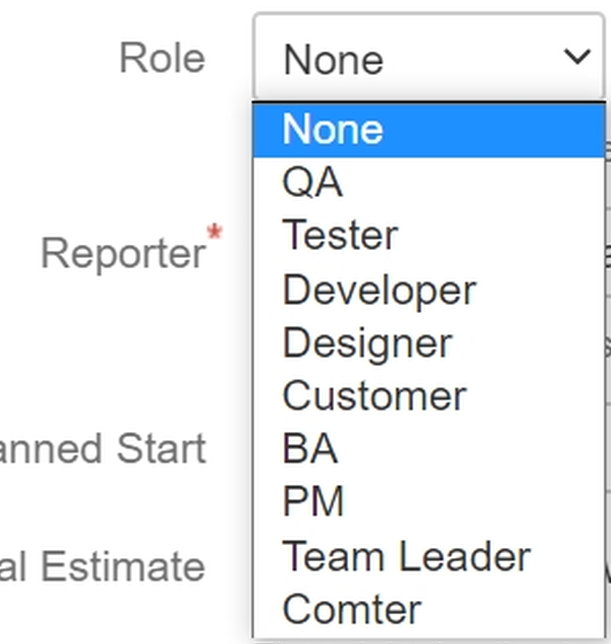 Role
None
None
QA
Tester
Reporter*
Developer
Designer
Customer
anned Start
BA
PM
Team Leader
al Estimate
Comter